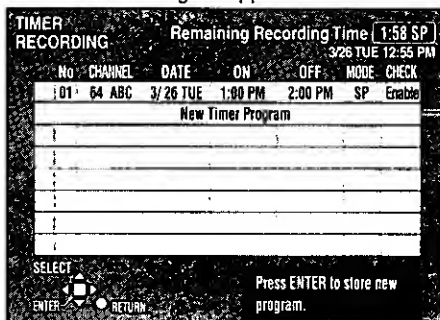 TIMER
RECORDING
Remaining Recording Time 1:58 SP
3/26 TUE 12:55 PM
No CHANNEL DATE ON OFF MODE CHECK
01 64 ABC 3/26 TUE 1:00 PM 2:00 PM SP Enable
New Timer Program
SELECT
ENTER RETURN
Press ENTER to store new
program.